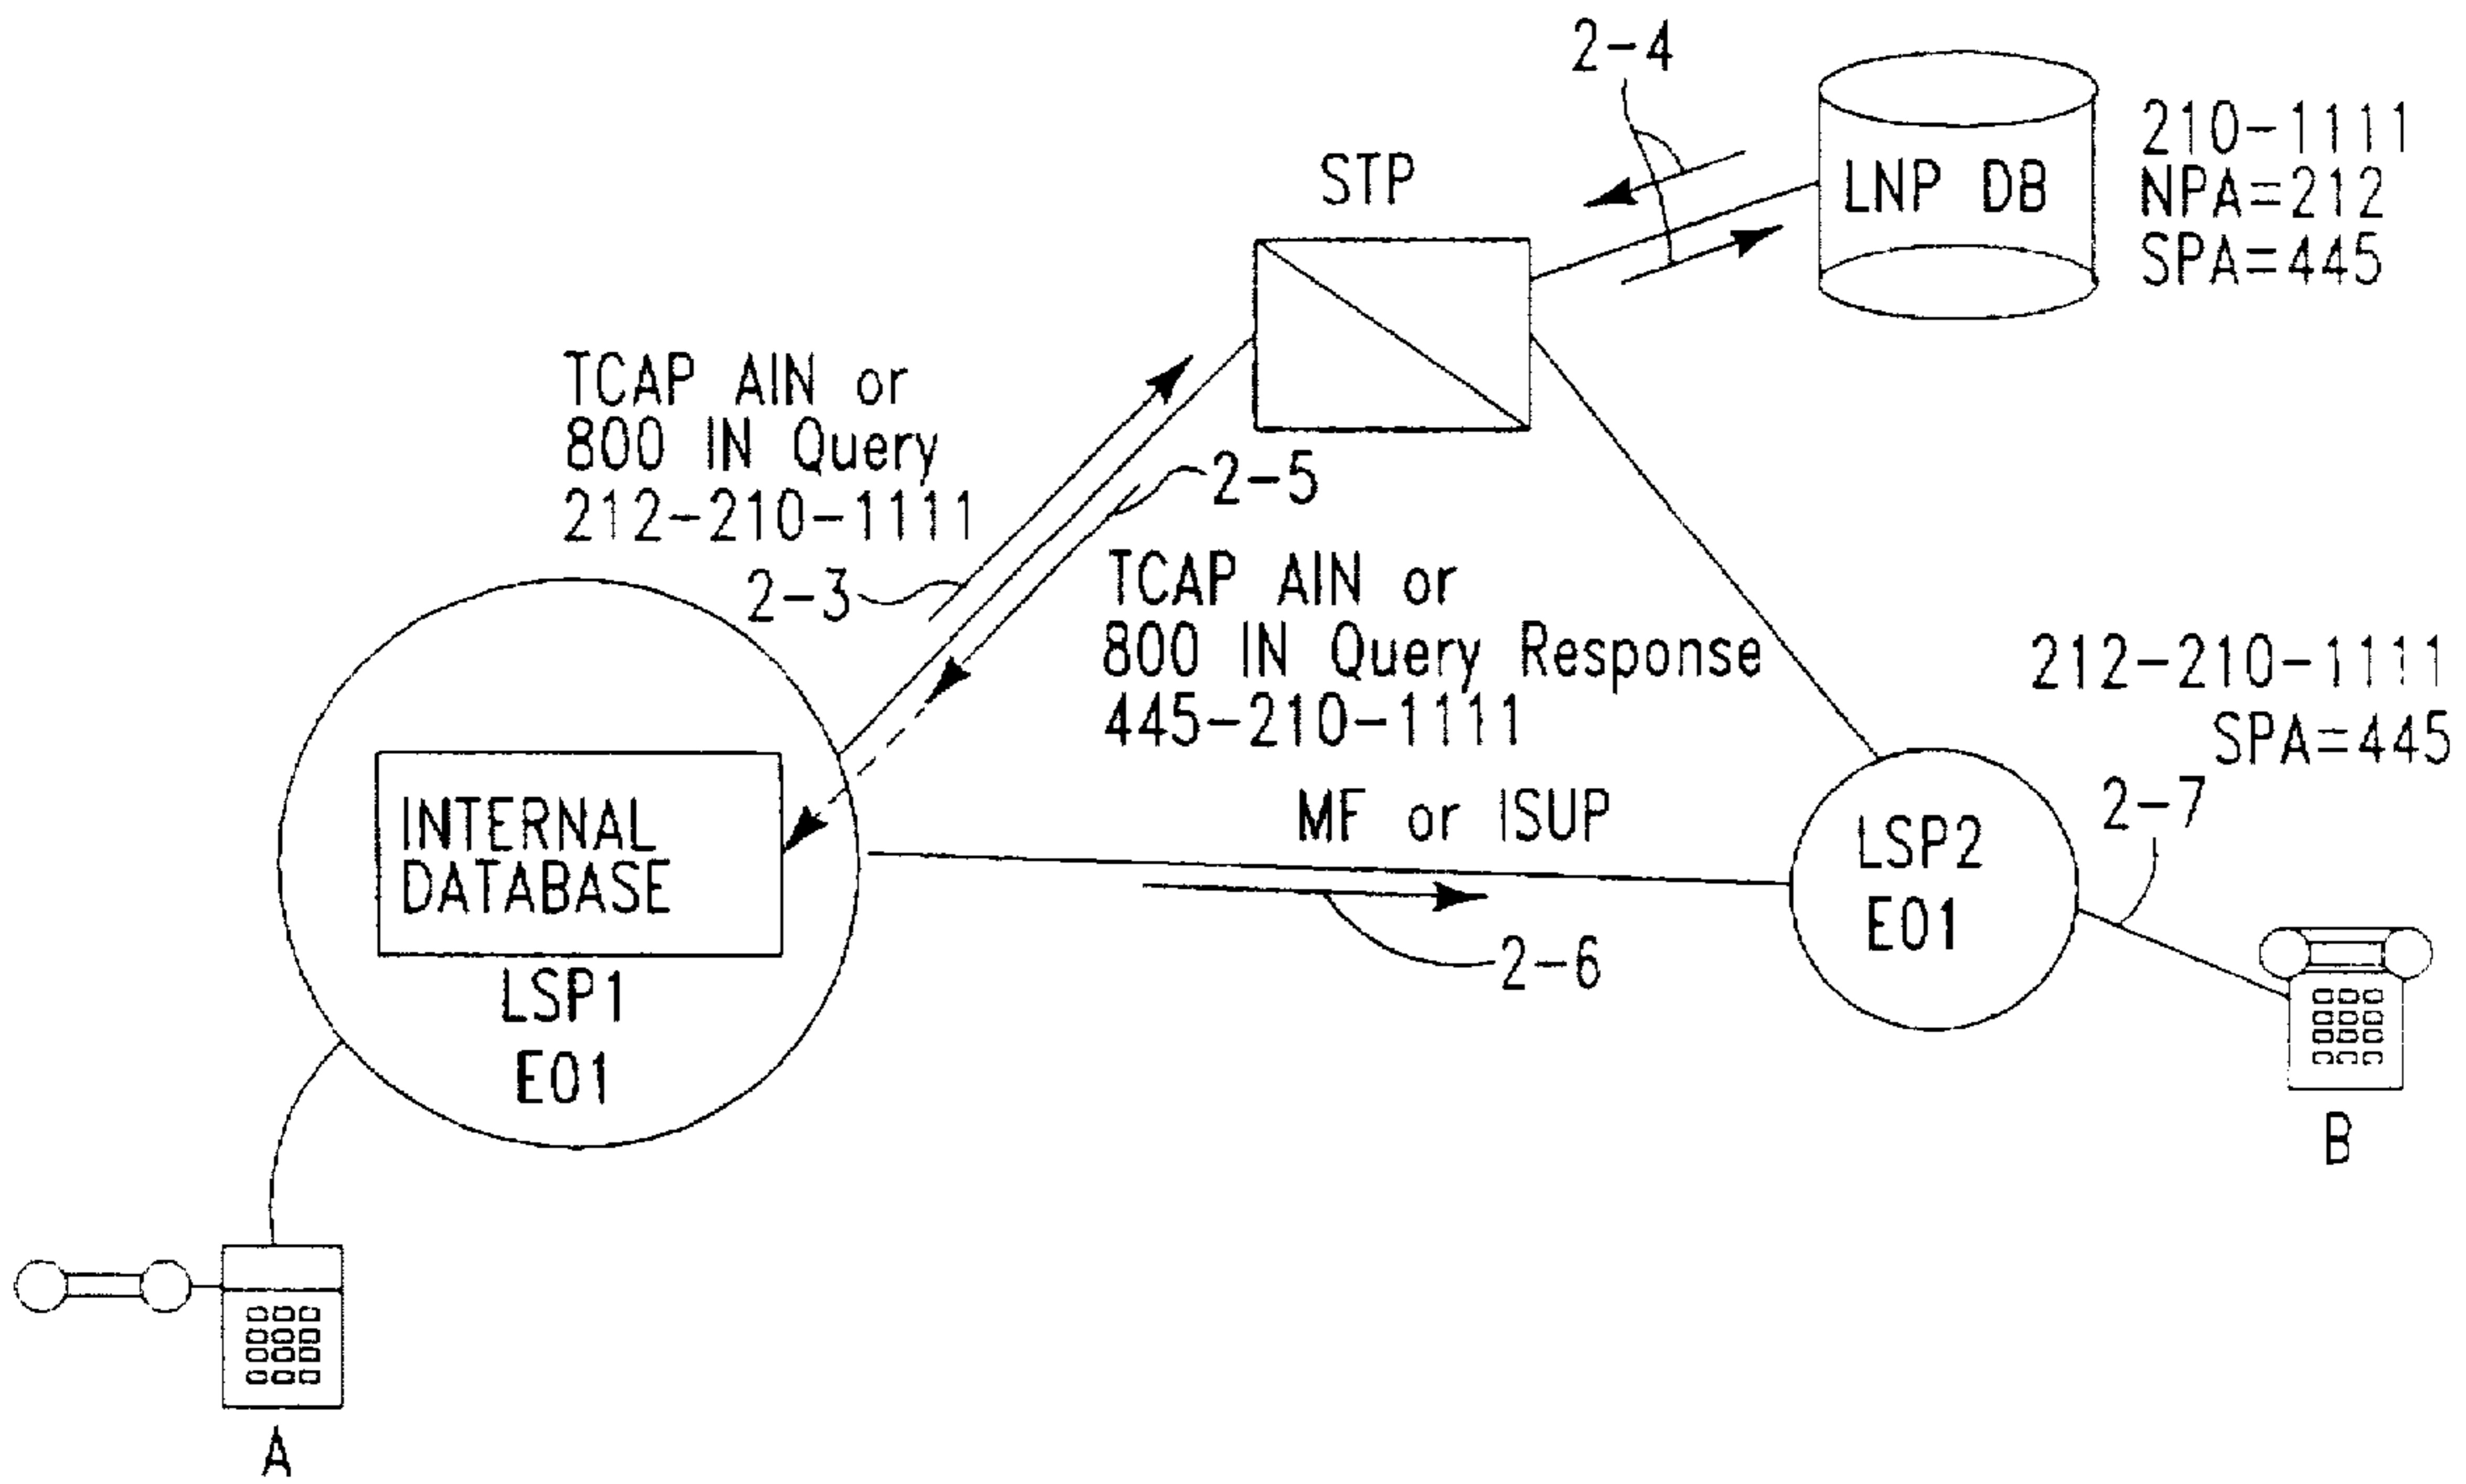 2-4
210-1111
NPA=212
SPA=445
LNP DB
STP
TCAP AIN or
800 IN Query
212-210-1111
2-5
2-3
TCAP AIN or
800 IN Query Response
445-210-1111
212-210-1111
SPA=445
2-7
MF or ISUP
INTERNAL
DATABASE
LSP1
EO1
LSP2
EO1
2-6
B
A